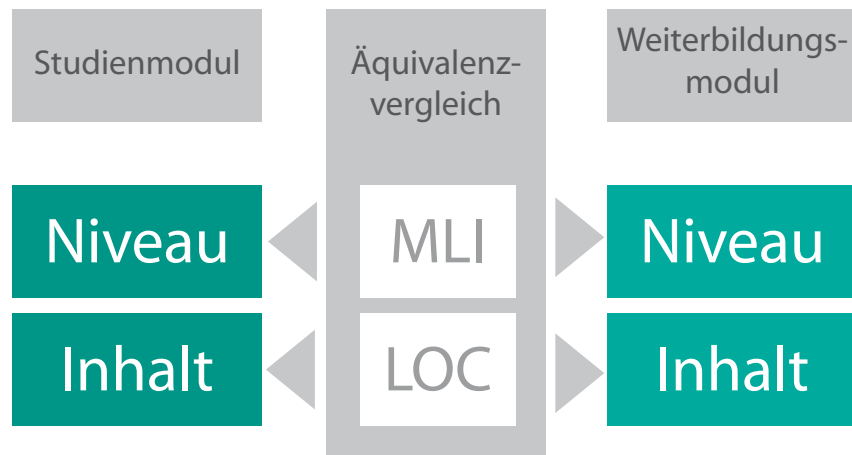 Studienmodul
Äquivalenz-
vergleich
Weiterbildungs-
modul
Niveau
MLI
Niveau
Inhalt
LOC
Inhalt